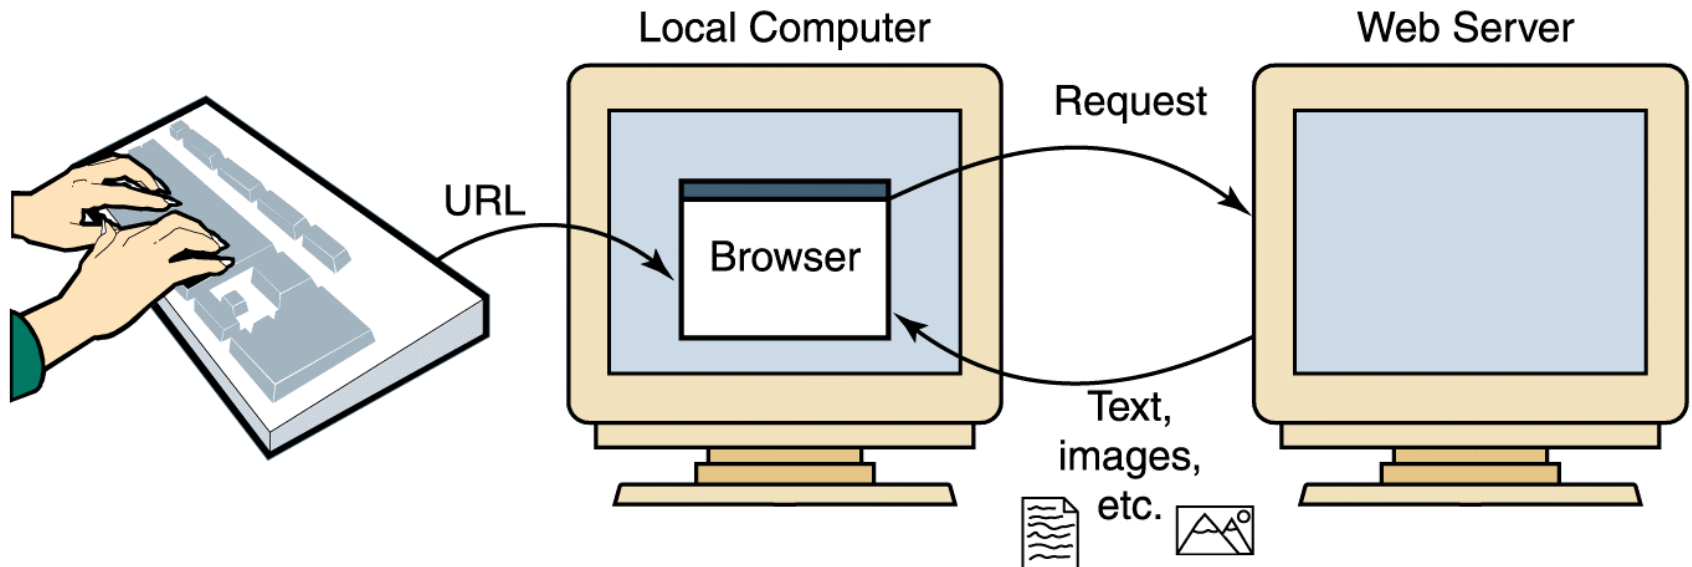 Local Computer
Web Server
Request
URL
Browser
Text,
images,
etc.